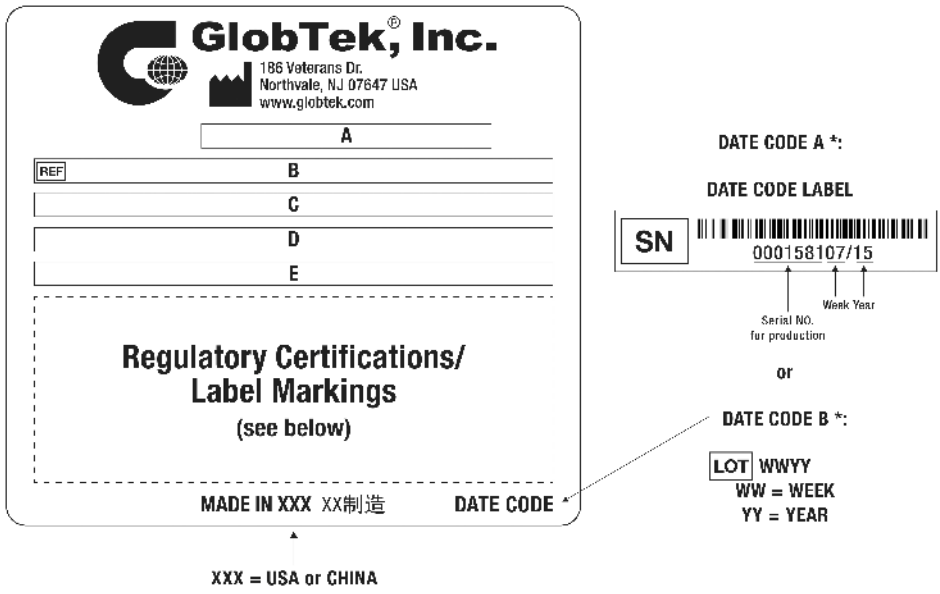 GlobTek®, Inc.
186 Veterans Dr.
Northvale, NJ 07647 USA
www.globtek.com
A
REF B
C
D
E
Regulatory Certifications/
Label Markings
(see below)
MADE IN XXX XX制造 DATE CODE
XXX = USA or CHINA
DATE CODE A *:
DATE CODE LABEL
SN
000158107/15
Week Year
Serial NO.
for production
or
DATE CODE B *:
LOT WWYY
WW = WEEK
YY = YEAR